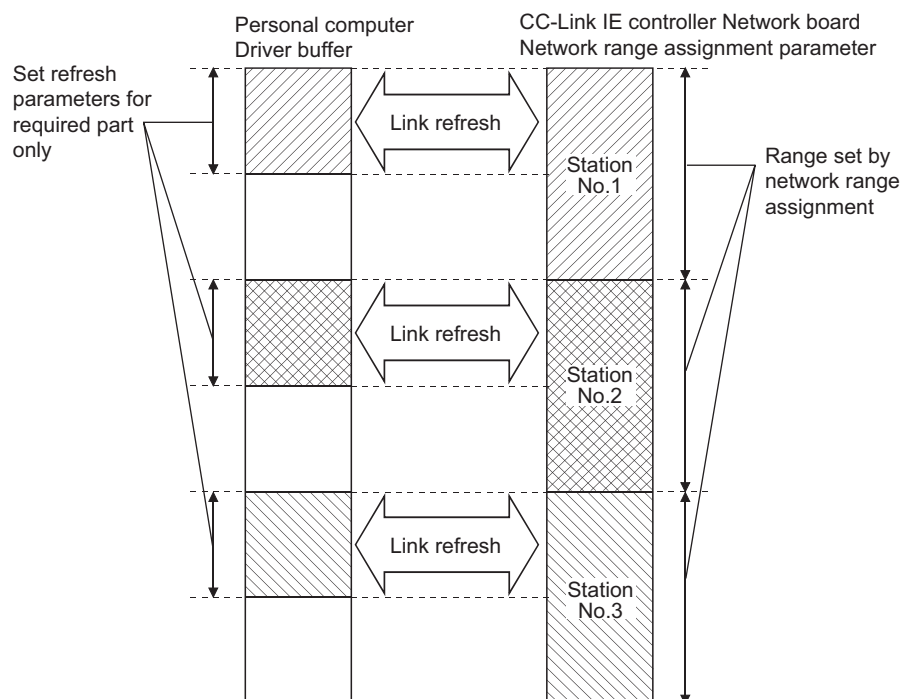 Personal computer
Driver buffer
CC-Link IE controller Network board
Network range assignment parameter
Set refresh
parameters for
required part
only
Link refresh
Station
No.1
Range set by
network range
assignment
Link refresh
Station
No.2
Link refresh
Station
No.3